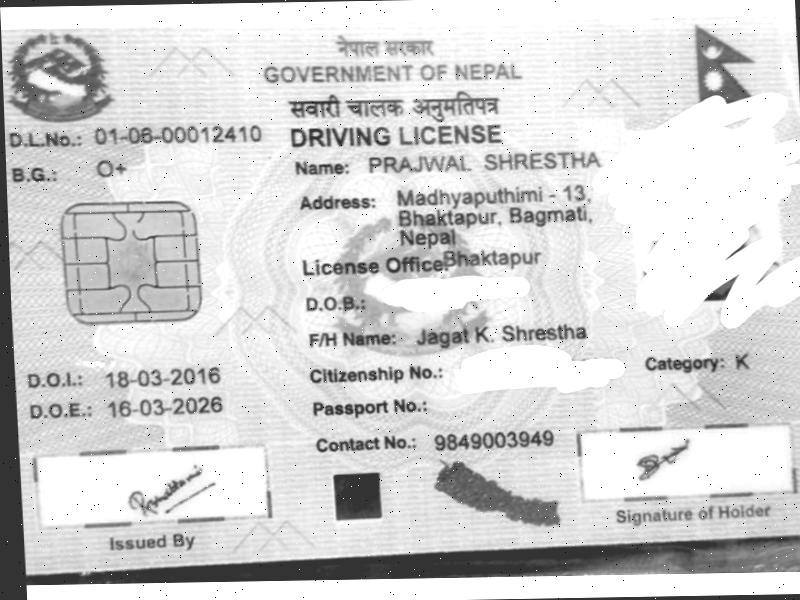 नेपाल सरकार
GOVERNMENT OF NEPAL
सवारी चालक अनुमतिपत्र
D.L.No.: 01-06-00012410 DRIVING LICENSE
B.G.: O+
Name: PRAJWAL SHRESTHA
Address: Madhyaputhimi - 13,
Bhaktapur, Bagmati,
Nepal
License Office: Bhaktapur
D.O.B.:
F/H Name: Jagat K. Shrestha
D.O.I.: 18-03-2016
Citizenship No.:
Category: K
D.O.E.: 16-03-2026
Passport No.:
Contact No.: 9849003949
Issued By
Signature of Holder